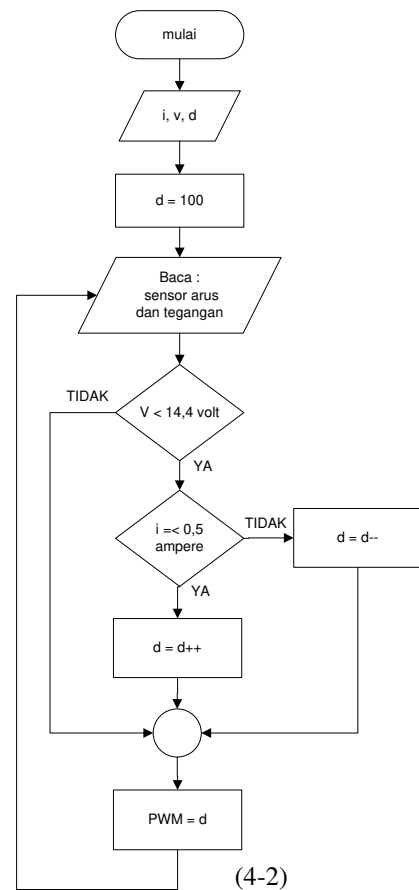 mulai
i, v, d
d = 100
Baca :
sensor arus
dan tegangan
TIDAK
V < 14,4 volt
YA
i =< 0,5
ampere
TIDAK
d = d--
YA
d = d++
PWM = d
(4-2)